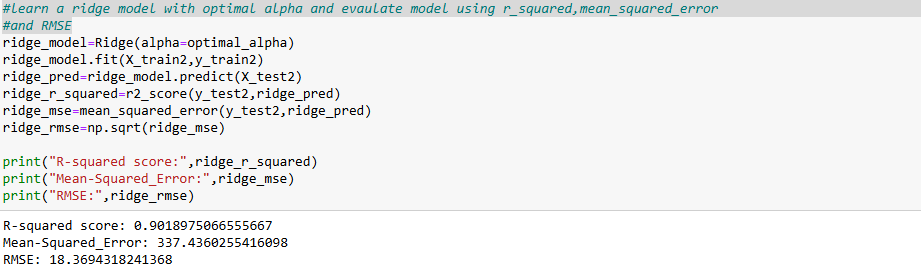 #learn a ridge model with optimal alpha and evaulate model using r_squared,mean_squared_error
#and RMSE
ridge_model=Ridge(alpha=optimal_alpha)
ridge_model.fit(X_train2,y_train2)
ridge_pred=ridge_model.predict(X_test2)
ridge_r_squared=r2_score(y_test2,ridge_pred)
ridge_mse=mean_squared_error(y_test2,ridge_pred)
ridge_rmse=np.sqrt(ridge_mse)
print("R-squared score:",ridge_r_squared)
print("Mean-Squared_Error:",ridge_mse)
print("RMSE:",ridge_rmse)
R-squared score: 0.9018975066555667
Mean-Squared_Error: 337.4360255416098
RMSE: 18.3694318241368